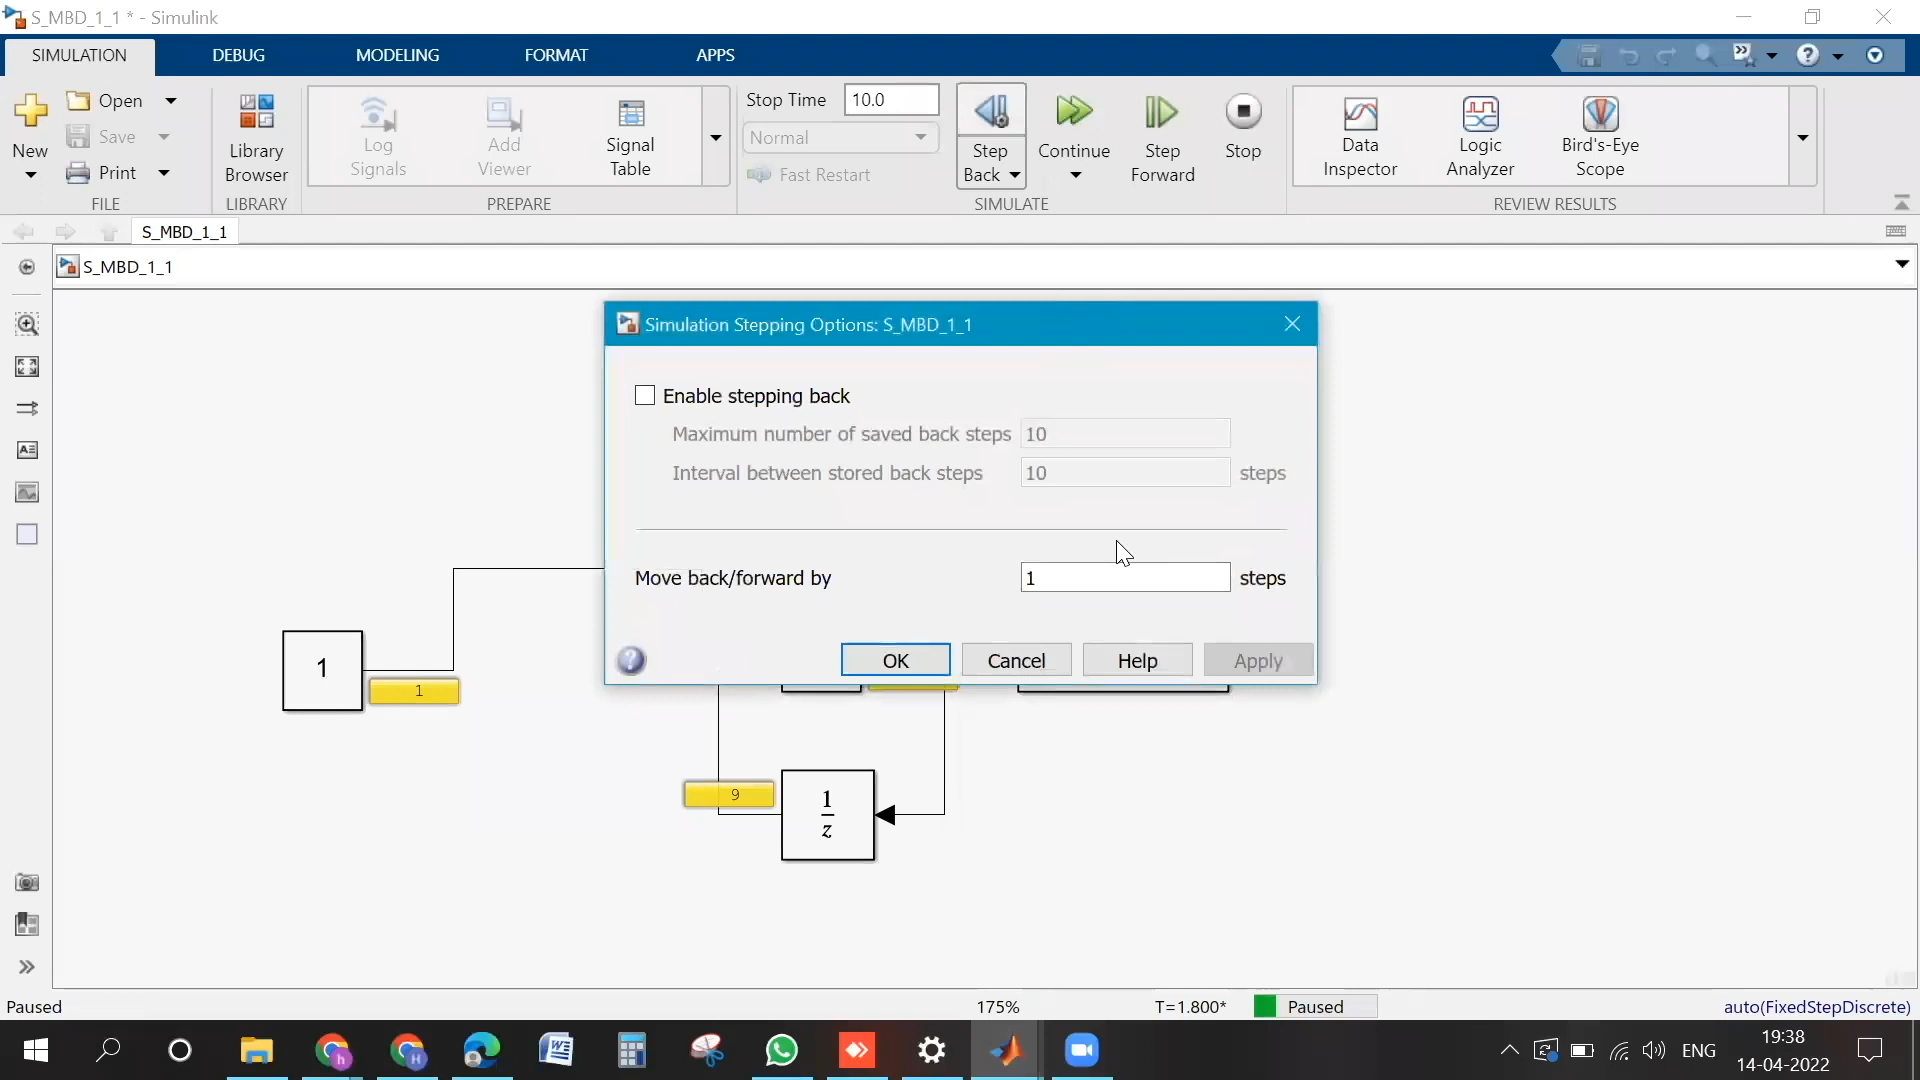 S_MBD_1_1 * - Simulink
SIMULATION DEBUG MODELING FORMAT APPS
New
Open
Save
Print
FILE
Library Browser
LIBRARY
Log Signals
Add Viewer
Signal Table
PREPARE
Stop Time 10.0
Normal
Fast Restart
Step Back
Continue
Step Forward
Stop
SIMULATE
Data Inspector
Logic Analyzer
Bird's-Eye Scope
REVIEW RESULTS
S_MBD_1_1
S_MBD_1_1
Simulation Stepping Options: S_MBD_1_1
Enable stepping back
Maximum number of saved back steps 10
Interval between stored back steps 10 steps
Move back/forward by 1 steps
OK Cancel Help Apply
1
1
9
1
z
Paused 175% T=1.800* Paused auto(FixedStepDiscrete)
ENG
19:38
14-04-2022